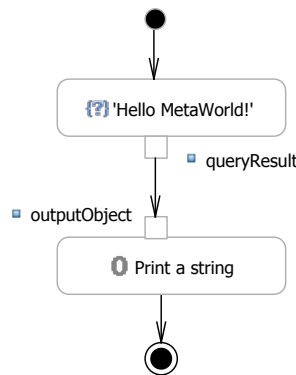 {?} 'Hello MetaWorld!'
queryResult
outputObject
O Print a string